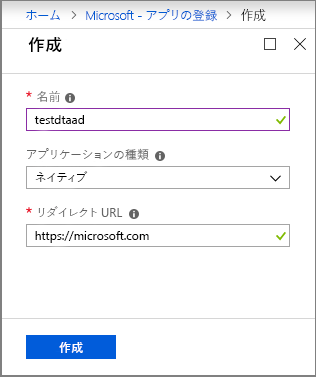 ホーム > Microsoft - アプリの登録 > 作成
作成
* 名前
testdtaad
アプリケーションの種類
ネイティブ
* リダイレクト URL
https://microsoft.com
作成